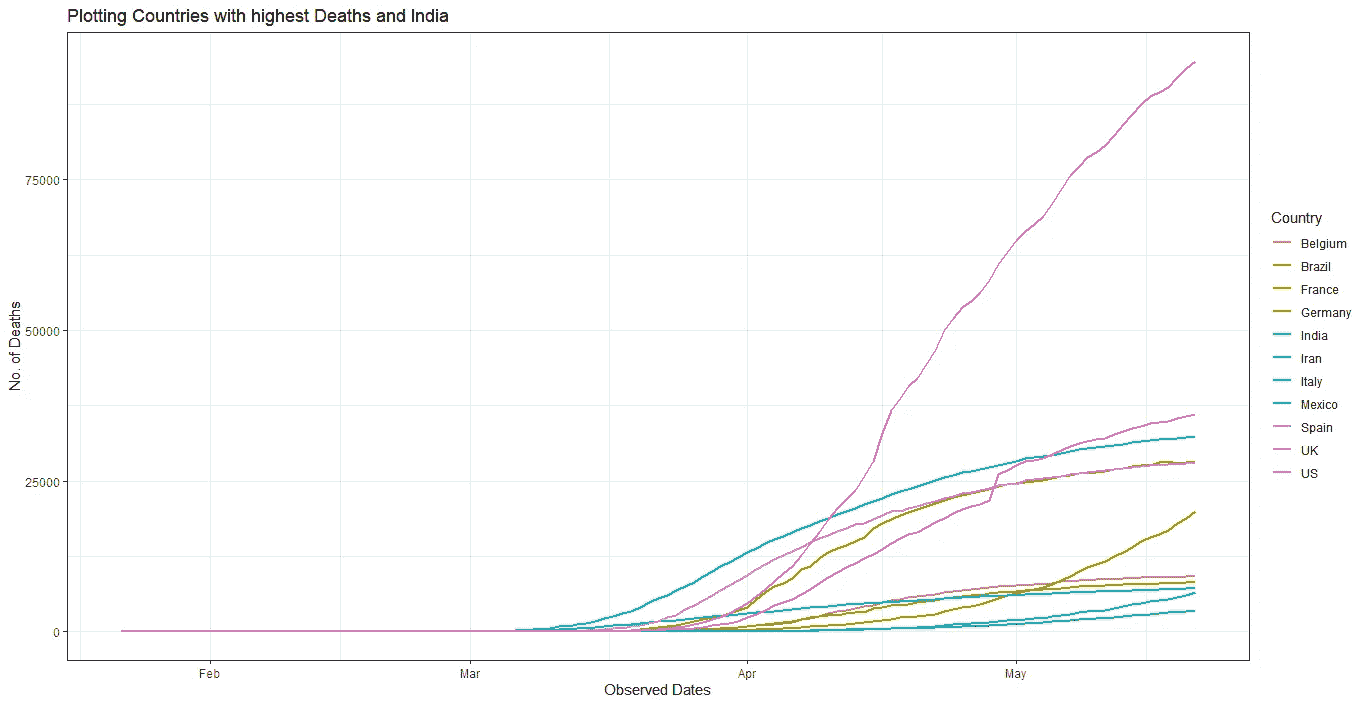 Plotting Countries with highest Deaths and India
No. of Deaths
75000
50000
25000
0
Feb
Mar
Apr
May
Observed Dates
Country
Belgium
Brazil
France
Germany
India
Iran
Italy
Mexico
Spain
UK
US